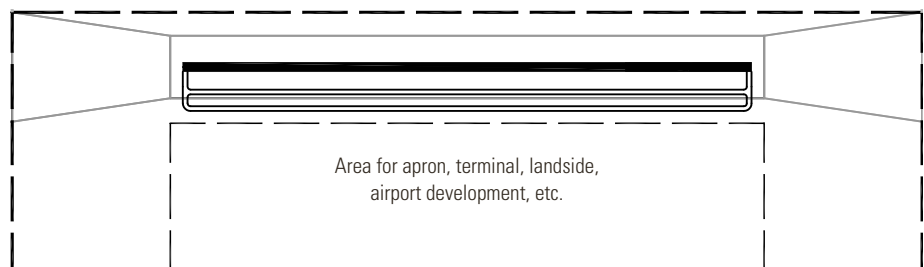 Area for apron, terminal, landside,
airport development, etc.